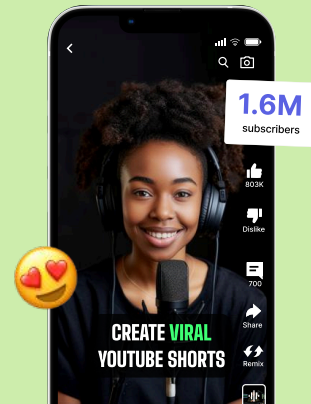 1.6M
subscribers
803K
Dislike
700
Share
Remix
CREATE VIRAL
YOUTUBE SHORTS